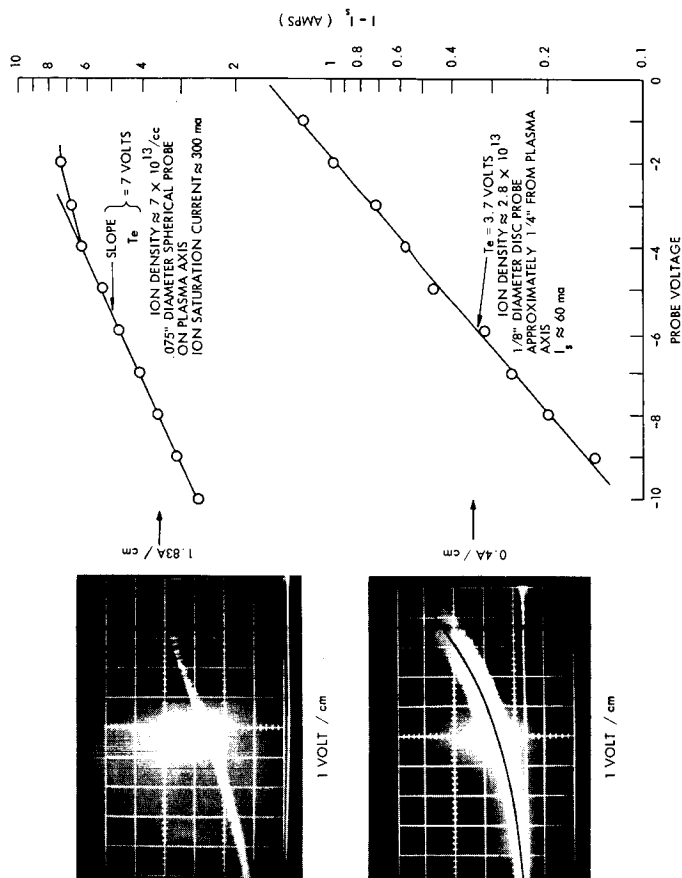 I - I_s (AMPS)
10
8
6
4
2
1
0.8
0.6
0.4
0.2
0.1
SLOPE
T_e
} = 7 VOLTS
ION DENSITY ≈ 7 × 10^13/cc
.075" DIAMETER SPHERICAL PROBE
ON PLASMA AXIS
ION SATURATION CURRENT ≈ 300 ma
T_e = 3.7 VOLTS
ION DENSITY ≈ 2.8 × 10^13
1/8" DIAMETER DISC PROBE
APPROXIMATELY 1/4" FROM PLASMA
AXIS
I_s ≈ 60 ma
-10
-8
-6
-4
-2
0
PROBE VOLTAGE
1.83A / cm
0.4A / cm
1 VOLT / cm
1 VOLT / cm